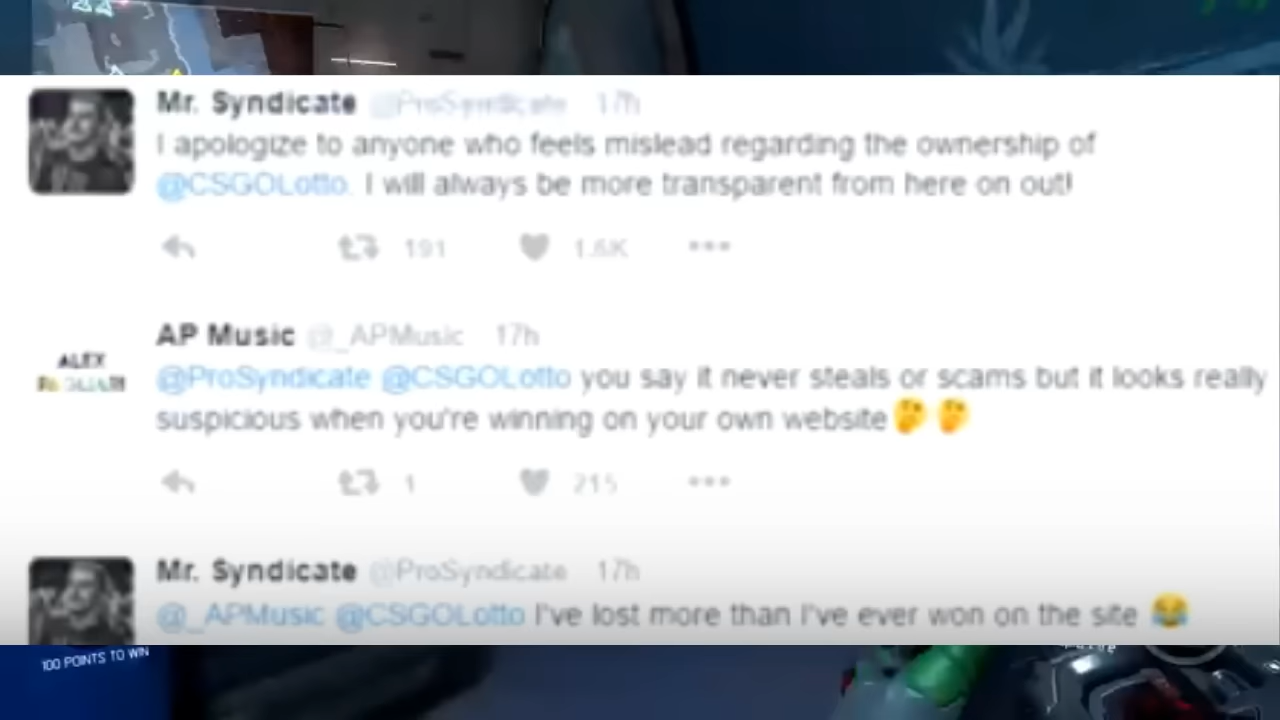 Mr. Syndicate @ProSyndicate 17h
I apologize to anyone who feels mislead regarding the ownership of
@CSGOLotto. I will always be more transparent from here on out!
191 1.6K
AP Music @_APMusic 17h
ALEX
@ProSyndicate @CSGOLotto you say it never steals or scams but it looks really
suspicious when you're winning on your own website🤔 🤔
1 215
Mr. Syndicate @ProSyndicate 17h
@_APMusic @CSGOLotto I've lost more than I've ever won on the site 😂
100 POINTS TO WIN